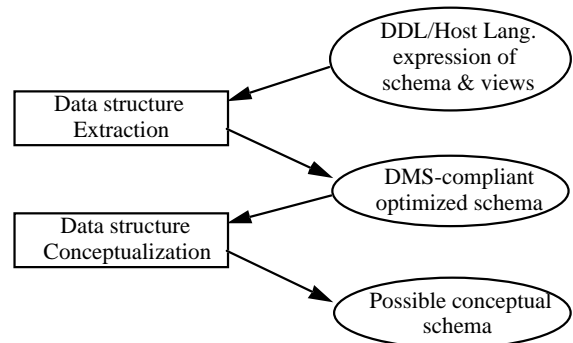 DDL/Host Lang.
expression of
schema & views
Data structure
Extraction
DMS-compliant
optimized schema
Data structure
Conceptualization
Possible conceptual
schema